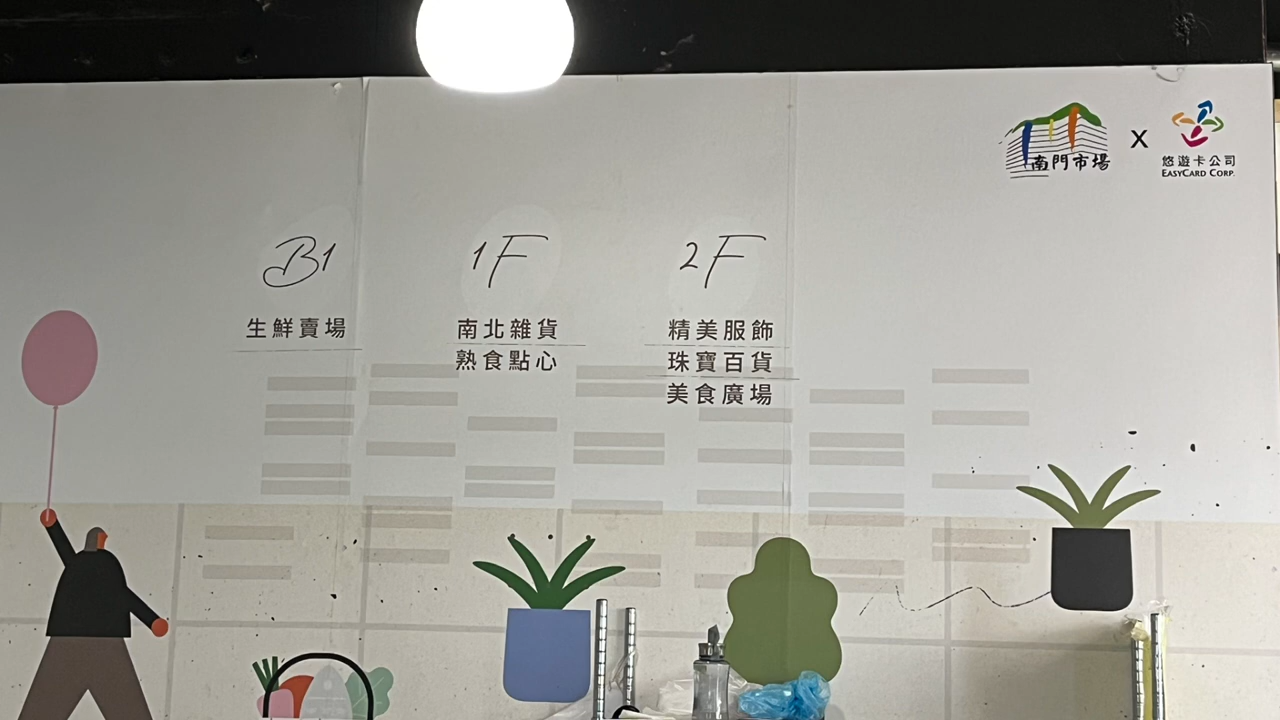 南門市場 X 悠遊卡公司
EASYCARD CORP.
B1
生鮮賣場
1F
南北雜貨
熟食點心
2F
精美服飾
珠寶百貨
美食廣場